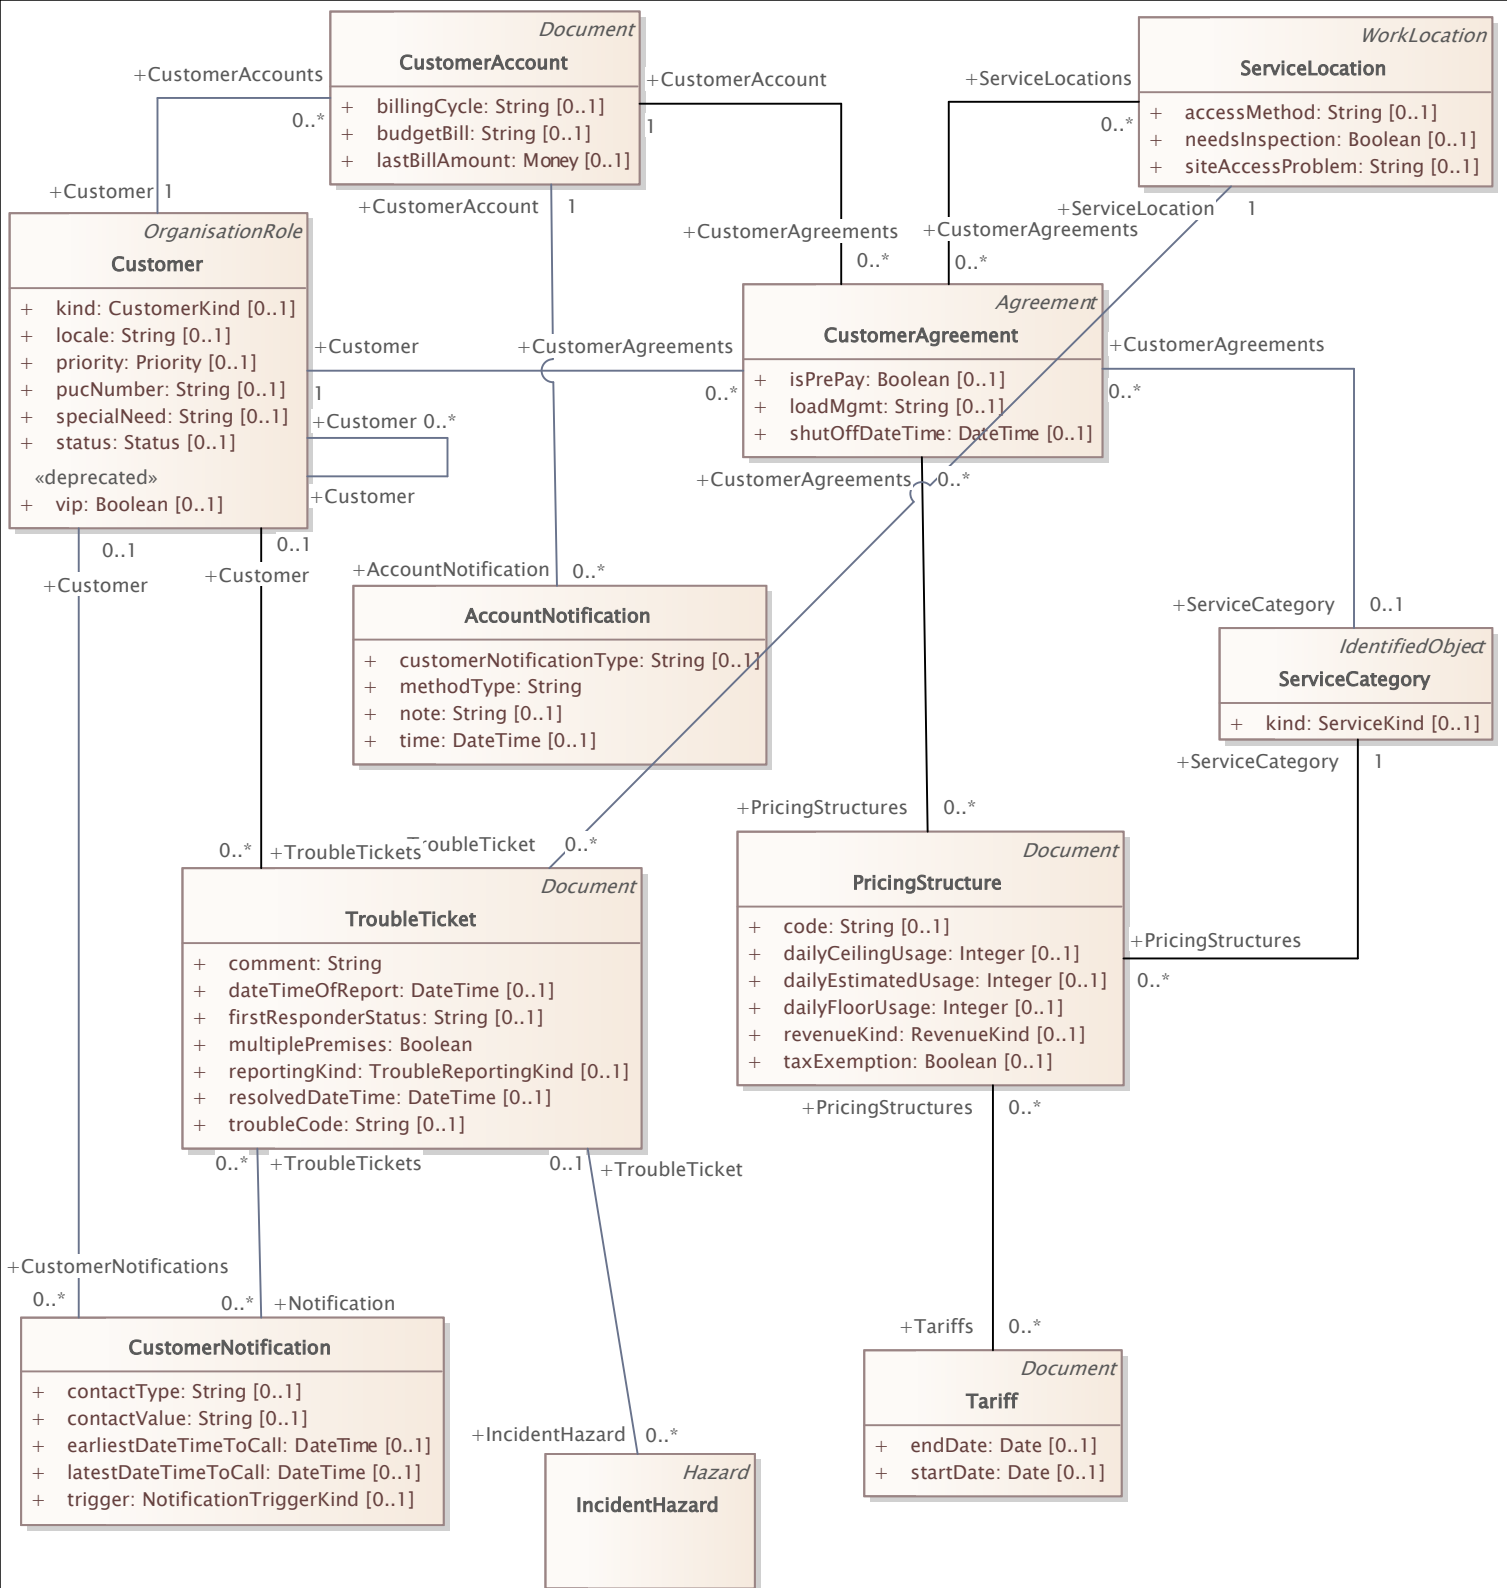 Document
CustomerAccount
+ billingCycle: String [0..1]
+ budgetBill: String [0..1]
+ lastBillAmount: Money [0..1]
WorkLocation
ServiceLocation
+ accessMethod: String [0..1]
+ needsInspection: Boolean [0..1]
+ siteAccessProblem: String [0..1]
+CustomerAccounts
0..*
+Customer 1
+CustomerAccount
1
+CustomerAgreements
0..*
+ServiceLocations
0..*
+CustomerAgreements
0..*
+CustomerAccount 1
+ServiceLocation 1
OrganisationRole
Customer
+ kind: CustomerKind [0..1]
+ locale: String [0..1]
+ priority: Priority [0..1]
+ pucNumber: String [0..1]
+ specialNeed: String [0..1]
+ status: Status [0..1]
«deprecated»
+ vip: Boolean [0..1]
+Customer
1
+CustomerAgreements
0..*
+Customer 0..*
+Customer
Agreement
CustomerAgreement
+ isPrePay: Boolean [0..1]
+ loadMgmt: String [0..1]
+ shutOffDateTime: DateTime [0..1]
+CustomerAgreements
0..*
+CustomerAgreements 0..*
0..1
+Customer
0..1
+Customer
+AccountNotification 0..*
AccountNotification
+ customerNotificationType: String [0..1]
+ methodType: String
+ note: String [0..1]
+ time: DateTime [0..1]
+ServiceCategory 0..1
IdentifiedObject
ServiceCategory
+ kind: ServiceKind [0..1]
+ServiceCategory 1
+PricingStructures 0..*
0..* +TroubleTickets
oubleTicket 0..*
Document
TroubleTicket
+ comment: String
+ dateTimeOfReport: DateTime [0..1]
+ firstResponderStatus: String [0..1]
+ multiplePremises: Boolean
+ reportingKind: TroubleReportingKind [0..1]
+ resolvedDateTime: DateTime [0..1]
+ troubleCode: String [0..1]
Document
PricingStructure
+ code: String [0..1]
+ dailyCeilingUsage: Integer [0..1]
+ dailyEstimatedUsage: Integer [0..1]
+ dailyFloorUsage: Integer [0..1]
+ revenueKind: RevenueKind [0..1]
+ taxExemption: Boolean [0..1]
+PricingStructures
0..*
+PricingStructures 0..*
0..* +TroubleTickets
0..1 +TroubleTicket
+CustomerNotifications
0..*
0..* +Notification
CustomerNotification
+ contactType: String [0..1]
+ contactValue: String [0..1]
+ earliestDateTimeToCall: DateTime [0..1]
+ latestDateTimeToCall: DateTime [0..1]
+ trigger: NotificationTriggerKind [0..1]
+IncidentHazard 0..*
Hazard
IncidentHazard
+Tariffs 0..*
Document
Tariff
+ endDate: Date [0..1]
+ startDate: Date [0..1]